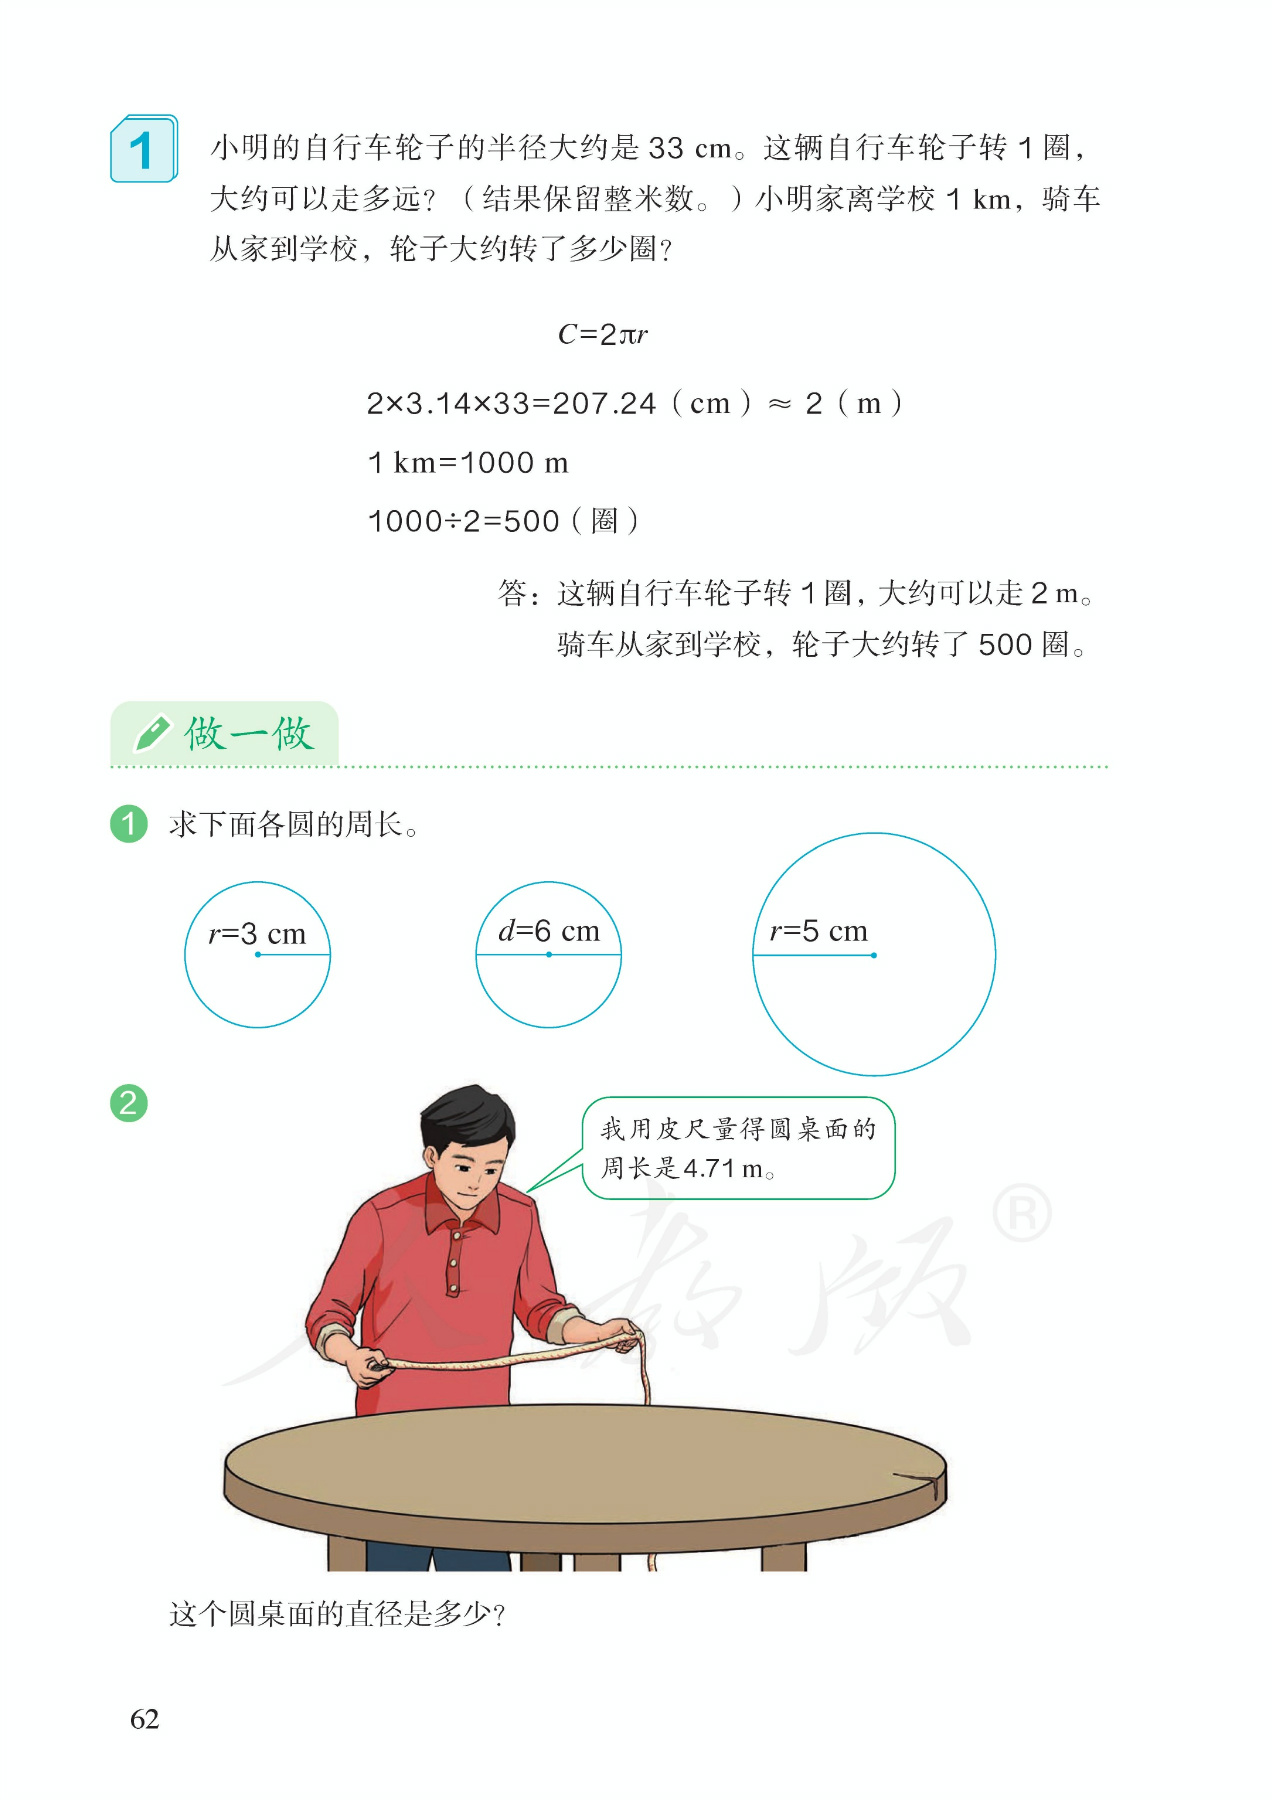 1
小明的自行车轮子的半径大约是 33 cm。这辆自行车轮子转 1 圈，
大约可以走多远？（结果保留整米数。）小明家离学校 1 km，骑车
从家到学校，轮子大约转了多少圈？
C=2πr
2×3.14×33=207.24（cm）≈ 2（m）
1 km=1000 m
1000÷2=500（圈）
答：这辆自行车轮子转 1 圈，大约可以走 2 m。
骑车从家到学校，轮子大约转了 500 圈。
做一做
1 求下面各圆的周长。
r=3 cm
d=6 cm
r=5 cm
2
我用皮尺量得圆桌面的
周长是 4.71 m。
人教版®
这个圆桌面的直径是多少？
62